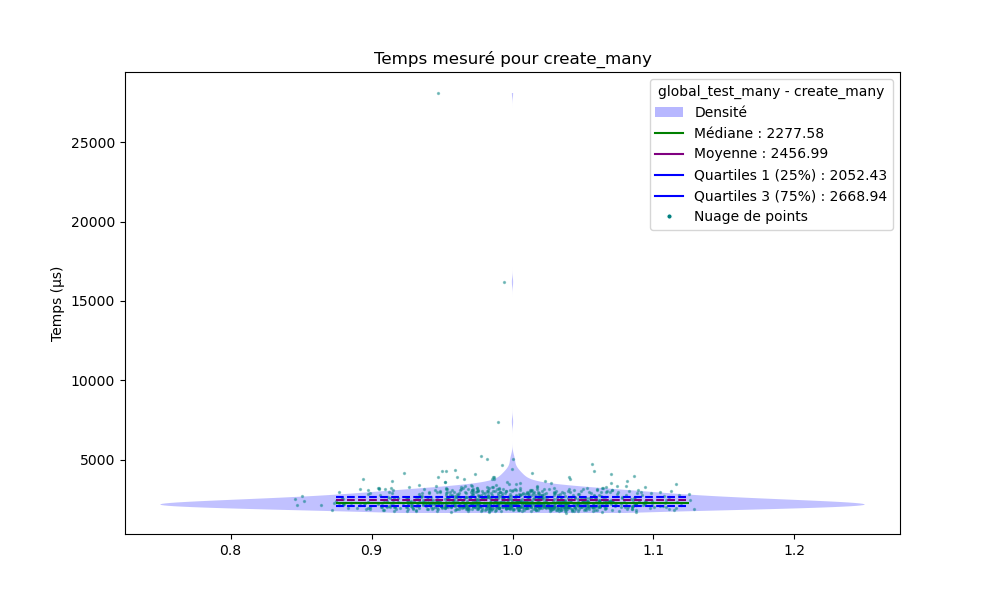 Temps mesuré pour create_many
global_test_many - create_many
Densité
Médiane : 2277.58
Moyenne : 2456.99
Quartiles 1 (25%) : 2052.43
Quartiles 3 (75%) : 2668.94
Nuage de points
Temps (µs)
25000
20000
15000
10000
5000
0.8
0.9
1.0
1.1
1.2